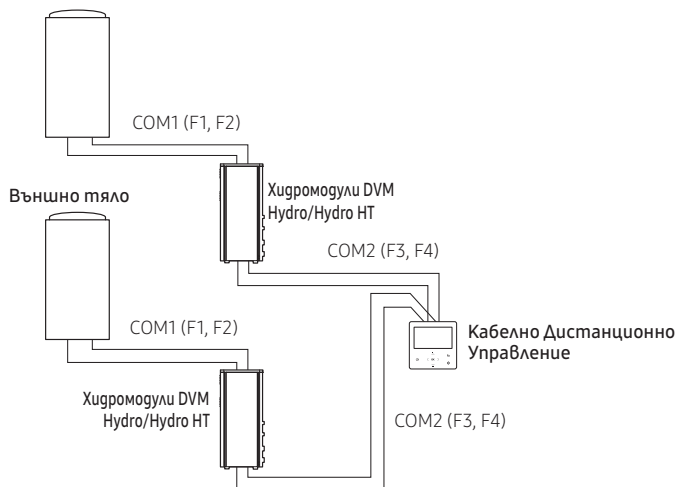 COM1 (F1, F2)
Външно тяло
Хидромодули DVM
Hydro/Hydro HT
COM2 (F3, F4)
COM1 (F1, F2)
Кабелно Дистанционно
Управление
Хидромодули DVM
Hydro/Hydro HT
COM2 (F3, F4)